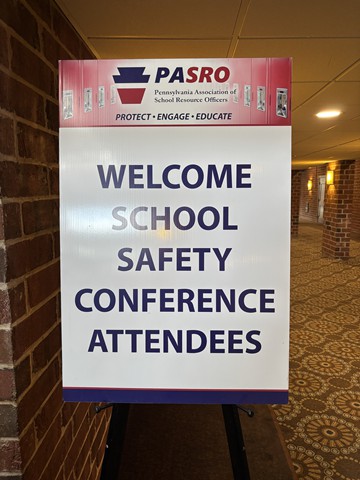 PASRO
Pennsylvania Association of
School Resource Officers
PROTECT • ENGAGE • EDUCATE
WELCOME
SCHOOL
SAFETY
CONFERENCE
ATTENDEES